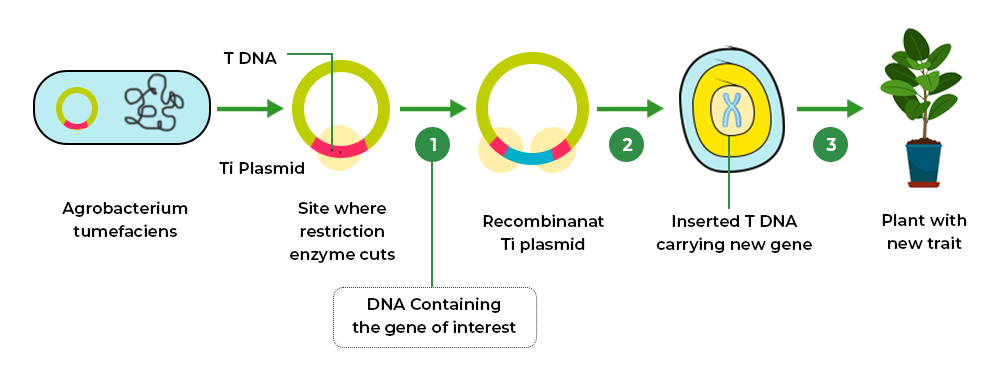 T DNA
Ti Plasmid
Agrobacterium
tumefaciens
Site where
restriction
enzyme cuts
1
DNA Containing
the gene of interest
Recombinanat
Ti plasmid
2
Inserted T DNA
carrying new gene
3
Plant with
new trait